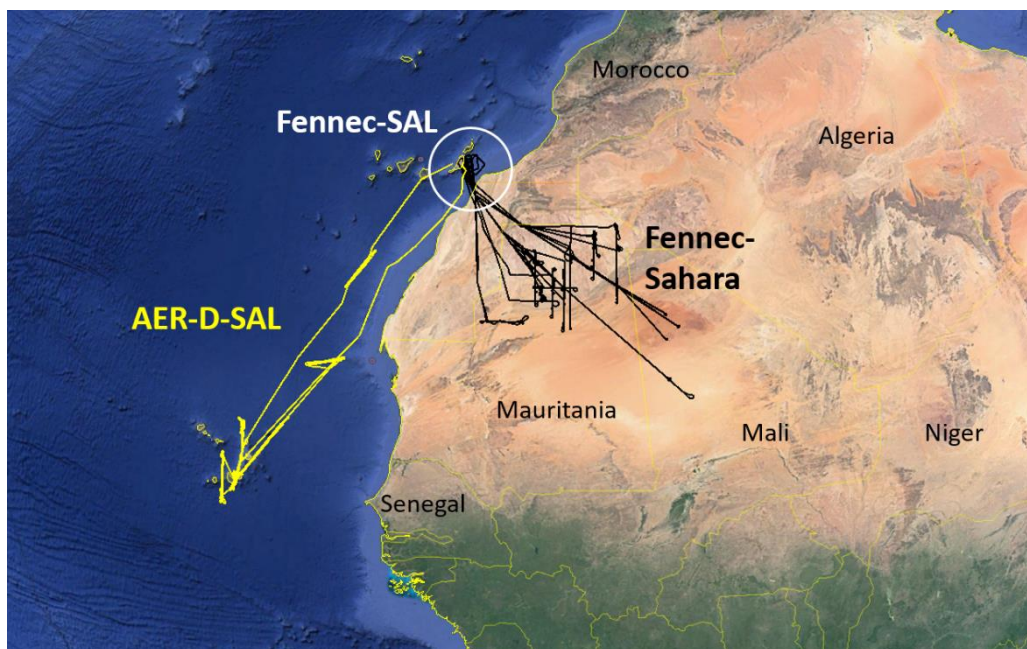 Morocco
Fennec-SAL
Algeria
Fennec-
Sahara
AER-D-SAL
Mauritania
Mali
Niger
Senegal